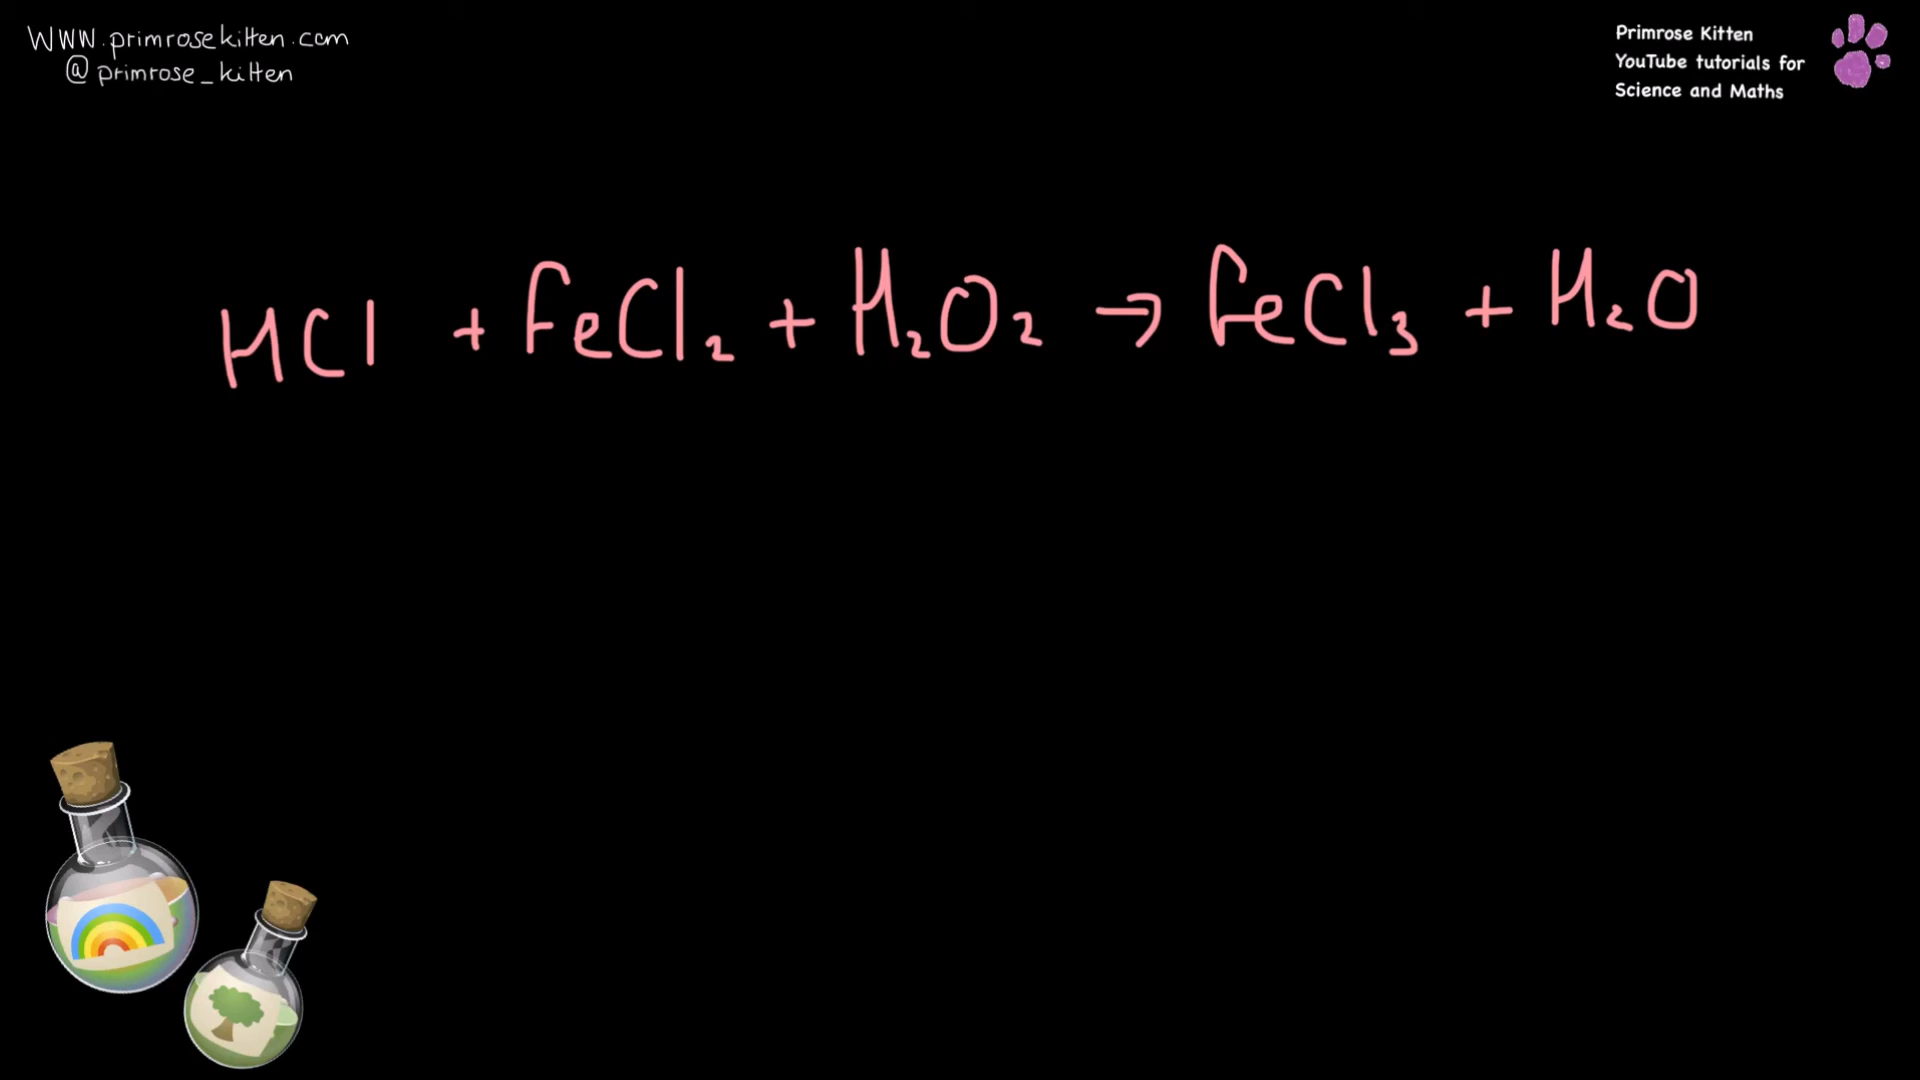 www.primrosekitten.com
@primrose_kitten
Primrose Kitten
YouTube tutorials for
Science and Maths
HCl + FeCl₂ + H₂O₂ → FeCl₃ + H₂O